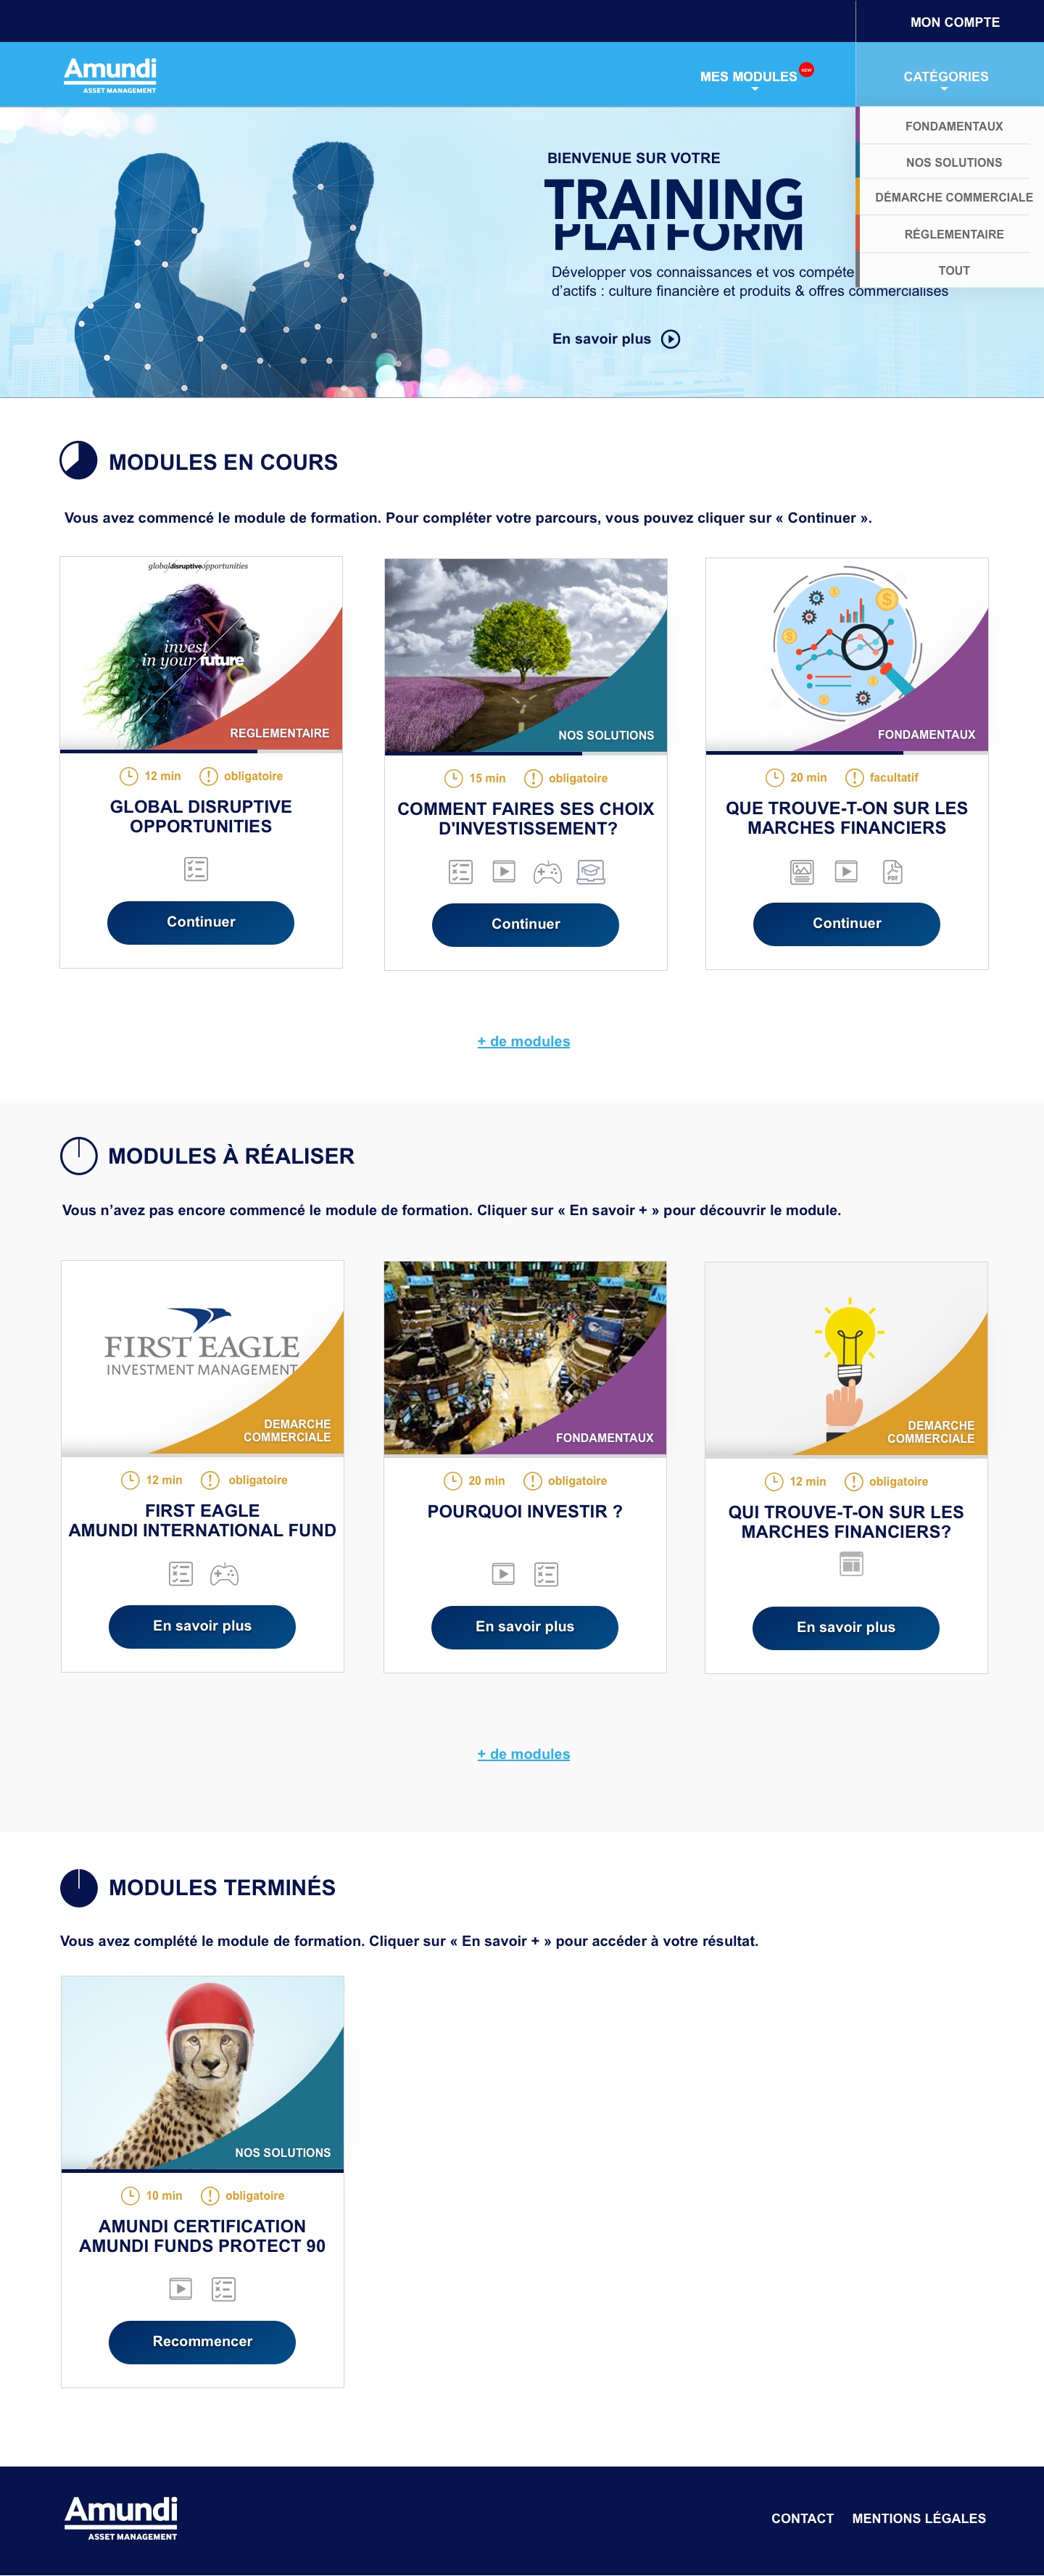 MON COMPTE
Amundi
ASSET MANAGEMENT
MES MODULES
NEW
CATÉGORIES
FONDAMENTAUX
NOS SOLUTIONS
DÉMARCHE COMMERCIALE
RÉGLEMENTAIRE
TOUT
BIENVENUE SUR VOTRE
TRAINING
PLATFORM
Développer vos connaissances et vos compéte
d’actifs : culture financière et produits & offres commercialisés
En savoir plus
MODULES EN COURS
Vous avez commencé le module de formation. Pour compléter votre parcours, vous pouvez cliquer sur « Continuer ».
globaldisruptiveopportunities
invest
in your future
REGLEMENTAIRE
12 min obligatoire
GLOBAL DISRUPTIVE
OPPORTUNITIES
Continuer
NOS SOLUTIONS
15 min obligatoire
COMMENT FAIRES SES CHOIX
D'INVESTISSEMENT?
Continuer
FONDAMENTAUX
20 min facultatif
QUE TROUVE-T-ON SUR LES
MARCHES FINANCIERS
PDF
Continuer
+ de modules
MODULES À RÉALISER
Vous n’avez pas encore commencé le module de formation. Cliquer sur « En savoir + » pour découvrir le module.
FIRST EAGLE
INVESTMENT MANAGEMENT
DEMARCHE
COMMERCIALE
12 min obligatoire
FIRST EAGLE
AMUNDI INTERNATIONAL FUND
En savoir plus
FONDAMENTAUX
20 min obligatoire
POURQUOI INVESTIR ?
En savoir plus
DEMARCHE
COMMERCIALE
12 min obligatoire
QUI TROUVE-T-ON SUR LES
MARCHES FINANCIERS?
En savoir plus
+ de modules
MODULES TERMINÉS
Vous avez complété le module de formation. Cliquer sur « En savoir + » pour accéder à votre résultat.
NOS SOLUTIONS
10 min obligatoire
AMUNDI CERTIFICATION
AMUNDI FUNDS PROTECT 90
Recommencer
Amundi
ASSET MANAGEMENT
CONTACT MENTIONS LÉGALES